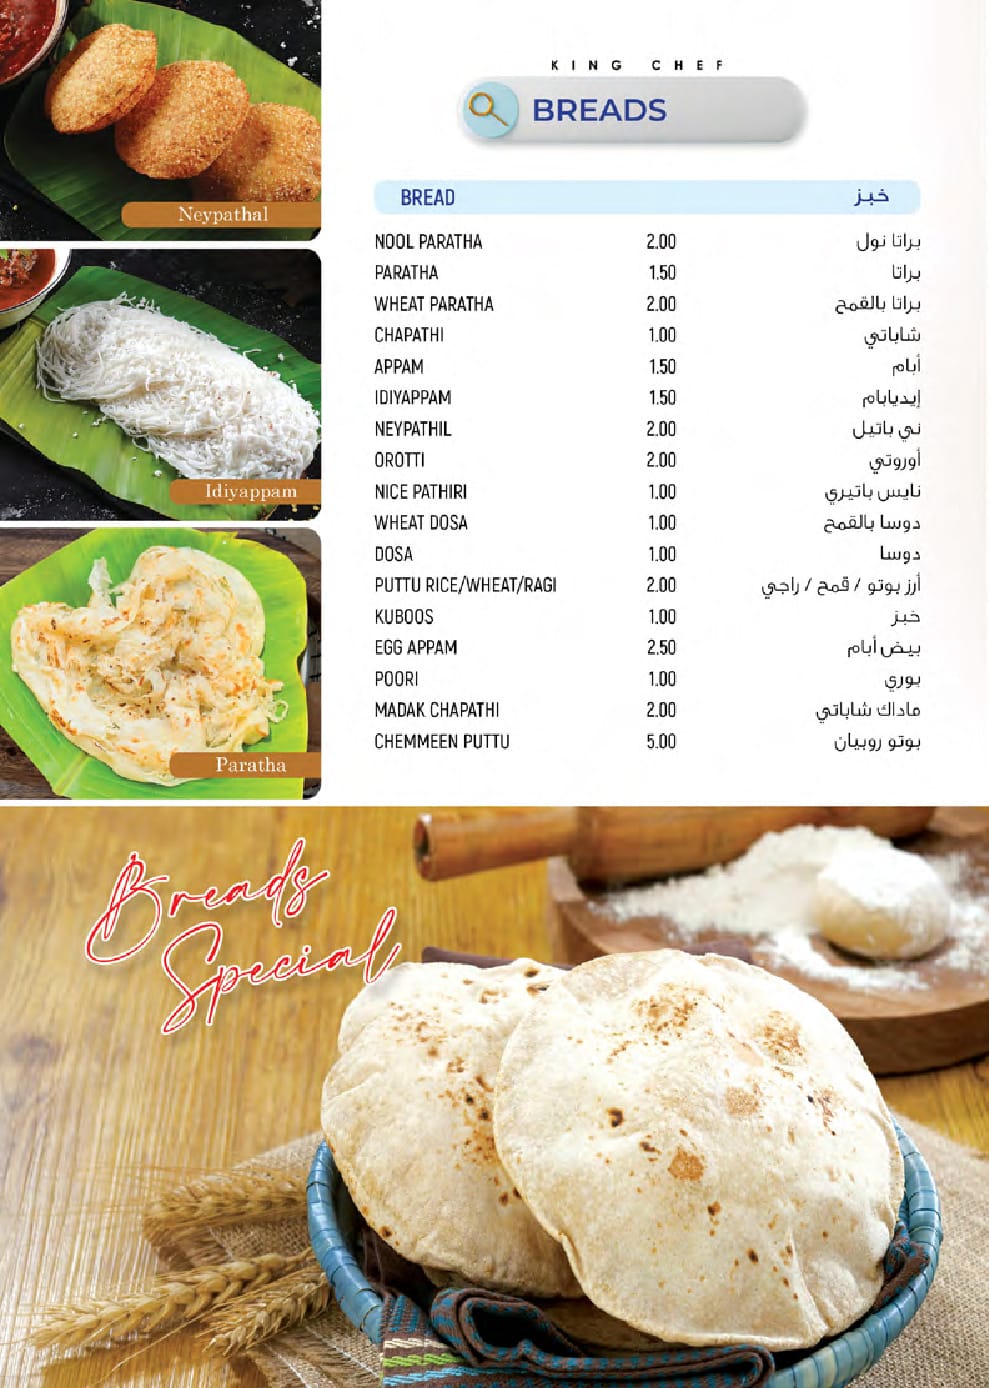 KING CHEF
BREADS
BREAD خبز
NOOL PARATHA 2.00 براتا نول
PARATHA 1.50 براتا
WHEAT PARATHA 2.00 براتا بالقمح
CHAPATHI 1.00 شاباتي
APPAM 1.50 أبام
IDIYAPPAM 1.50 إيديابام
NEYPATHIL 2.00 ني باتيل
OROTTI 2.00 أوروتي
NICE PATHIRI 1.00 نايس باتيري
WHEAT DOSA 1.00 دوسا بالقمح
DOSA 1.00 دوسا
PUTTU RICE/WHEAT/RAGI 2.00 أرز بوتو / قمح / راجي
KUBOOS 1.00 خبز
EGG APPAM 2.50 بيض أبام
POORI 1.00 بوري
MADAK CHAPATHI 2.00 ماداك شاباتي
CHEMMEEN PUTTU 5.00 بوتو روبيان
Neypathal
Idiyappam
Paratha
Breads
Special